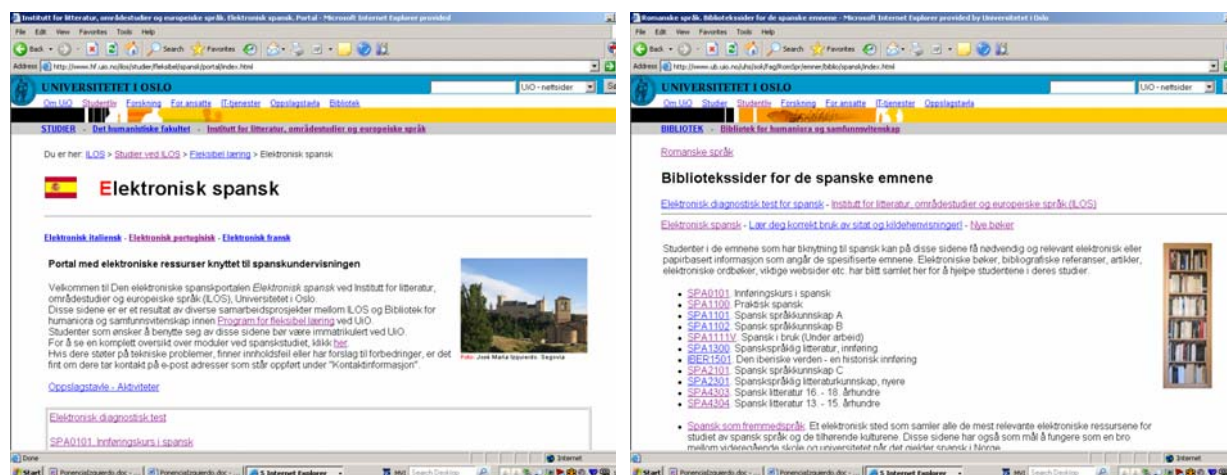 Institutt for litteratur, områdestudier og europeiske språk. Elektronisk spansk. Portal - Microsoft Internet Explorer provided
File Edit View Favorites Tools Help
Back Search Favorites
Address http://www.hf.uio.no/ilos/studier/fleksibel/spansk/portal/index.html
UNIVERSITETET I OSLO
UiO - nettsider
Om UiO Studentliv Forskning For ansatte IT-tjenester Oppslagstavla Bibliotek
STUDIER - Det humanistiske fakultet - Institutt for litteratur, områdestudier og europeiske språk
Du er her: ILOS > Studier ved ILOS > Fleksibel læring > Elektronisk spansk
Elektronisk spansk
Elektronisk italiensk - Elektronisk portugisisk - Elektronisk fransk
Portal med elektroniske ressurser knyttet til spanskundervisningen
Velkommen til Den elektroniske spanskportalen Elektronisk spansk ved Institutt for litteratur,
områdestudier og europeiske språk (ILOS), Universitetet i Oslo.
Disse sidene er er et resultat av diverse samarbeidsprosjekter mellom ILOS og Bibliotek for
humaniora og samfunnsvitenskap innen Program for fleksibel læring ved UiO.
Studenter som ønsker å benytte seg av disse sidene bør være immatrikulert ved UiO.
For å se en komplett oversikt over moduler ved spanskstudiet, klikk her.
Hvis dere støter på tekniske problemer, finner innholdsfeil eller har forslag til forbedringer, er det
fint om dere tar kontakt på e-post adresser som står oppført under "Kontaktinformasjon".
Foto: José María Izquierdo. Segovia
Oppslagstavle - Aktiviteter
Elektronisk diagnostisk test
SPA0101. Innføringskurs i spansk
Done
Internet
Start PonenciaIzquierdo.doc - ... PonenciaIzquierdo.doc - ... 5 Internet Explorer Search Desktop
Romanske språk. Bibliotekssider for de spanske emnene - Microsoft Internet Explorer provided by Universitetet i Oslo
File Edit View Favorites Tools Help
Back Search Favorites
Address
UNIVERSITETET I OSLO
UiO - nettsider
Om UiO Studier Studentliv Forskning For ansatte IT-tjenester Oppslagstavla
BIBLIOTEK - Bibliotek for humaniora og samfunnsvitenskap
Romanske språk
Bibliotekssider for de spanske emnene
Elektronisk diagnostisk test for spansk - Institutt for litteratur, områdestudier og europeiske språk (ILOS)
Elektronisk spansk - Lær deg korrekt bruk av sitat og kildehenvisninger! - Nye bøker
Studenter i de emnene som har tilknytning til spansk kan på disse sidene få nødvendig og relevant elektronisk eller
papirbasert informasjon som angår de spesifiserte emnene. Elektroniske bøker, bibliografiske referanser, artikler,
elektroniske ordbøker, viktige websider etc. har blitt samlet her for å hjelpe studentene i deres studier.
SPA0101. Innføringskurs i spansk
SPA1100. Praktisk spansk
SPA1101. Spansk språkkunnskap A
SPA1102. Spansk språkkunnskap B
SPA1111V. Spansk i bruk (Under arbeid)
SPA1300. Spanskspråklig litteratur, innføring
IBER1501. Den iberiske verden - en historisk innføring
SPA2101. Spansk språkkunnskap C
SPA2301. Spanskspråklig litteraturkunnskap, nyere
SPA4303. Spansk litteratur 16. - 18. århundre
SPA4304. Spansk litteratur 13. - 15. århundre
Spansk som fremmedspråk. Et elektronisk sted som samler alle de mest relevante elektroniske ressursene for
studiet av spansk språk og de tilhørende kulturene. Disse sidene har også som mål å fungere som en bro
mellom videregående skole og universitetet når det gjelder spansk i Norge.
Internet
Start PonenciaIzquierdo.doc - ... PonenciaIzquierdo.doc - ... 5 Internet Explorer Search Desktop